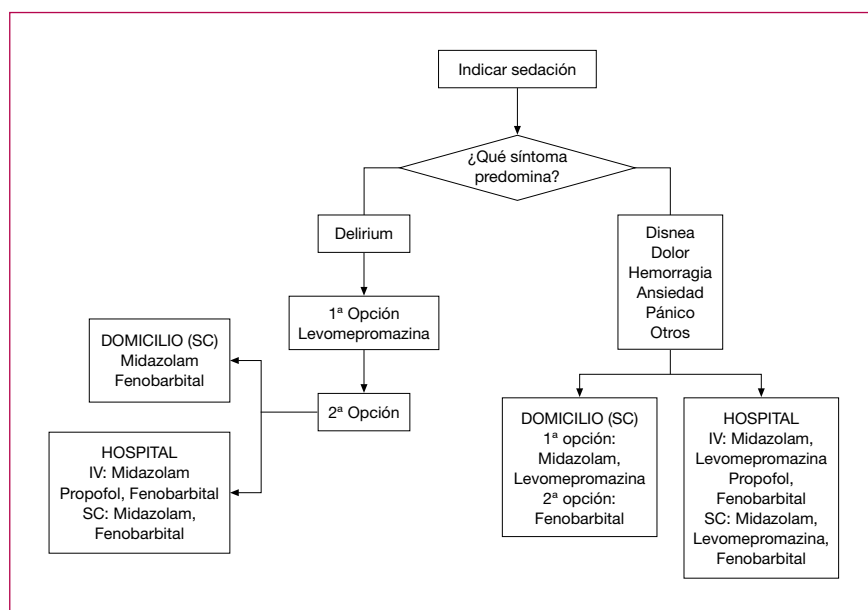 Indicar sedación
¿Qué síntoma
predomina?
Delirium
1ª Opción
Levomepromazina
2ª Opción
DOMICILIO (SC)
Midazolam
Fenobarbital
HOSPITAL
IV: Midazolam
Propofol, Fenobarbital
SC: Midazolam,
Fenobarbital
Disnea
Dolor
Hemorragia
Ansiedad
Pánico
Otros
DOMICILIO (SC)
1ª opción:
Midazolam,
Levomepromazina
2ª opción:
Fenobarbital
HOSPITAL
IV: Midazolam,
Levomepromazina
Propofol,
Fenobarbital
SC: Midazolam,
Levomepromazina,
Fenobarbital